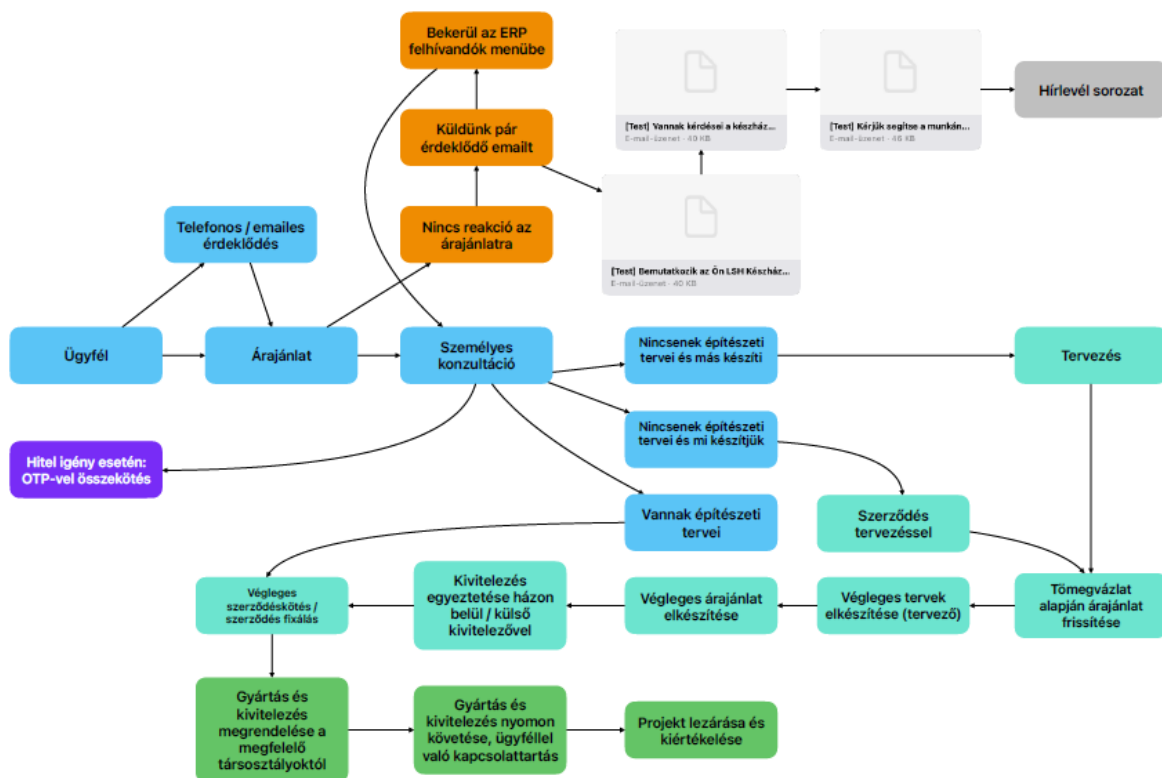 Bekerül az ERP
felhívandók menübe
Küldünk pár
érdeklődő emailt
[Test] Vannak kérdései a készház...
E-mail-üzenet · 40 KB
[Test] Kérjük segítse a munkán...
E-mail-üzenet · 46 KB
Hírlevél sorozat
Telefonos / emailes
érdeklődés
Nincs reakció az
árajánlatra
[Test] Bemutatkozik az Ön LSH Készház...
E-mail-üzenet · 40 KB
Ügyfél
Árajánlat
Személyes
konzultáció
Nincsenek építészeti
tervei és más készíti
Tervezés
Nincsenek építészeti
tervei és mi készítjük
Hitel igény esetén:
OTP-vel összekötés
Vannak építészeti
tervei
Szerződés
tervezéssel
Végleges
szerződéskötés /
szerződés fixálás
Kivitelezés
egyeztetése házon
belül / külső
kivitelezővel
Végleges árajánlat
elkészítése
Végleges tervek
elkészítése (tervező)
Tömegvázlat
alapján árajánlat
frissítése
Gyártás és
kivitelezés
megrendelése a
megfelelő
társosztályoktól
Gyártás és
kivitelezés nyomon
követése, ügyféllel
való kapcsolattartás
Projekt lezárása és
kiértékelése